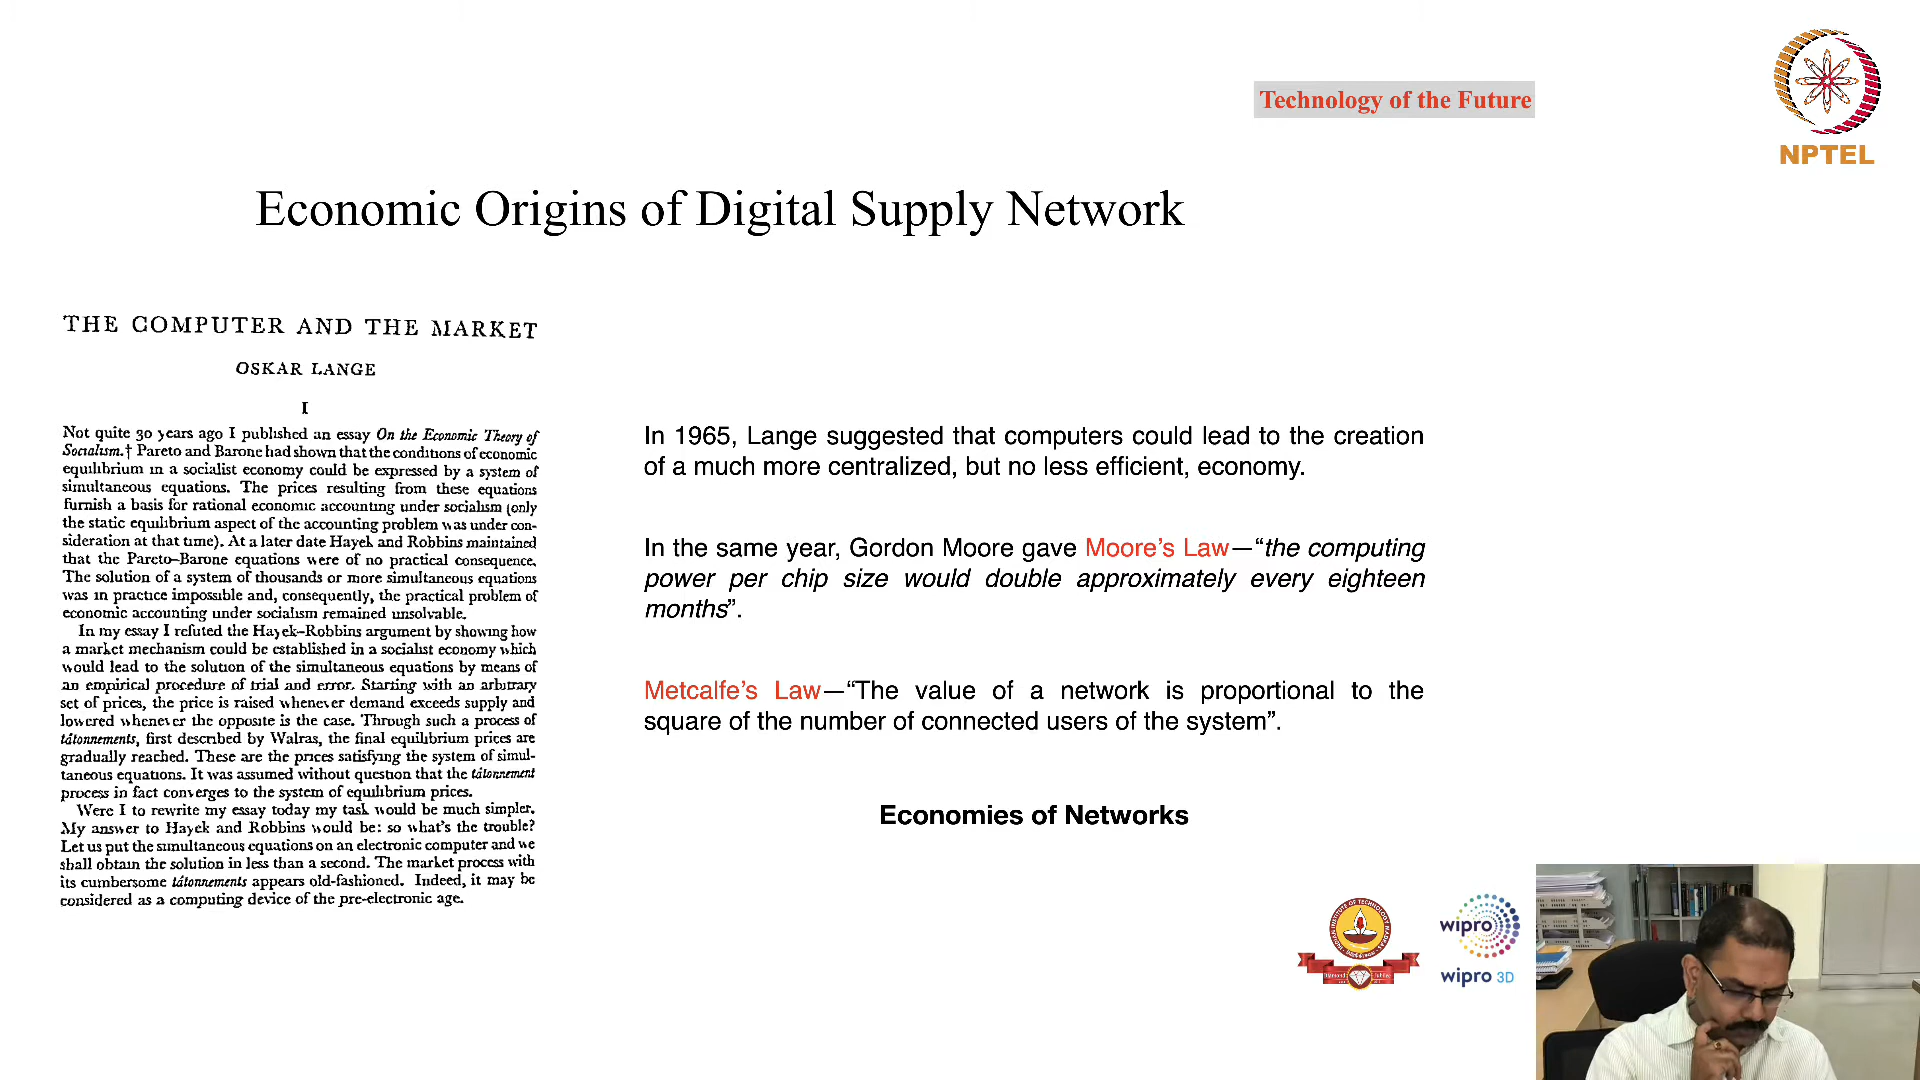 Technology of the Future
NPTEL
Economic Origins of Digital Supply Network
THE COMPUTER AND THE MARKET
OSKAR LANGE
I
Not quite 30 years ago I published an essay On the Economic Theory of
Socialism.† Pareto and Barone had shown that the conditions of economic
equilibrium in a socialist economy could be expressed by a system of
simultaneous equations. The prices resulting from these equations
furnish a basis for rational economic accounting under socialism (only
the static equilibrium aspect of the accounting problem was under con-
sideration at that time). At a later date Hayek and Robbins maintained
that the Pareto–Barone equations were of no practical consequence.
The solution of a system of thousands or more simultaneous equations
was in practice impossible and, consequently, the practical problem of
economic accounting under socialism remained unsolvable.
In my essay I refuted the Hayek–Robbins argument by showing how
a market mechanism could be established in a socialist economy which
would lead to the solution of the simultaneous equations by means of
an empirical procedure of trial and error. Starting with an arbitrary
set of prices, the price is raised whenever demand exceeds supply and
lowered whenever the opposite is the case. Through such a process of
tâtonnements, first described by Walras, the final equilibrium prices are
gradually reached. These are the prices satisfying the system of simul-
taneous equations. It was assumed without question that the tâtonnement
process in fact converges to the system of equilibrium prices.
Were I to rewrite my essay today my task would be much simpler.
My answer to Hayek and Robbins would be: so what's the trouble?
Let us put the simultaneous equations on an electronic computer and we
shall obtain the solution in less than a second. The market process with
its cumbersome tâtonnements appears old-fashioned. Indeed, it may be
considered as a computing device of the pre-electronic age.
In 1965, Lange suggested that computers could lead to the creation
of a much more centralized, but no less efficient, economy.
In the same year, Gordon Moore gave Moore's Law—“the computing
power per chip size would double approximately every eighteen
months”.
Metcalfe's Law—“The value of a network is proportional to the
square of the number of connected users of the system”.
Economies of Networks
wipro
wipro 3D